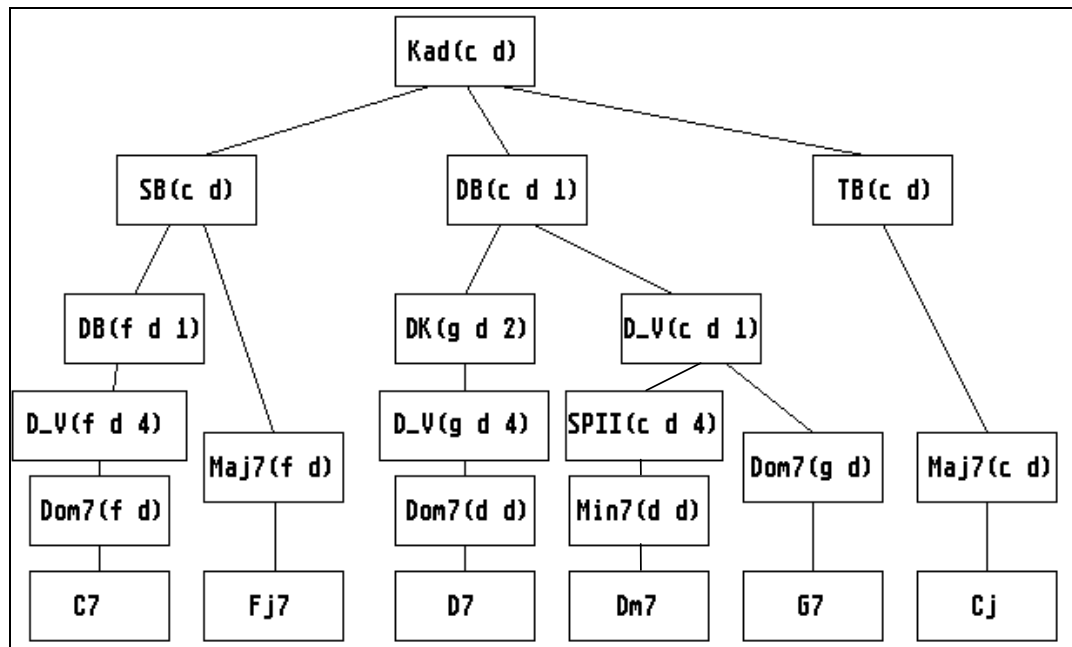 Kad(c d)
SB(c d) DB(c d 1) TB(c d)
DB(f d 1) DK(g d 2) D_V(c d 1)
D_V(f d 4) D_V(g d 4) SPII(c d 4)
Maj7(f d) Dom7(g d) Maj7(c d)
Dom7(f d) Dom7(d d) Min7(d d)
C7 Fj7 D7 Dm7 G7 Cj